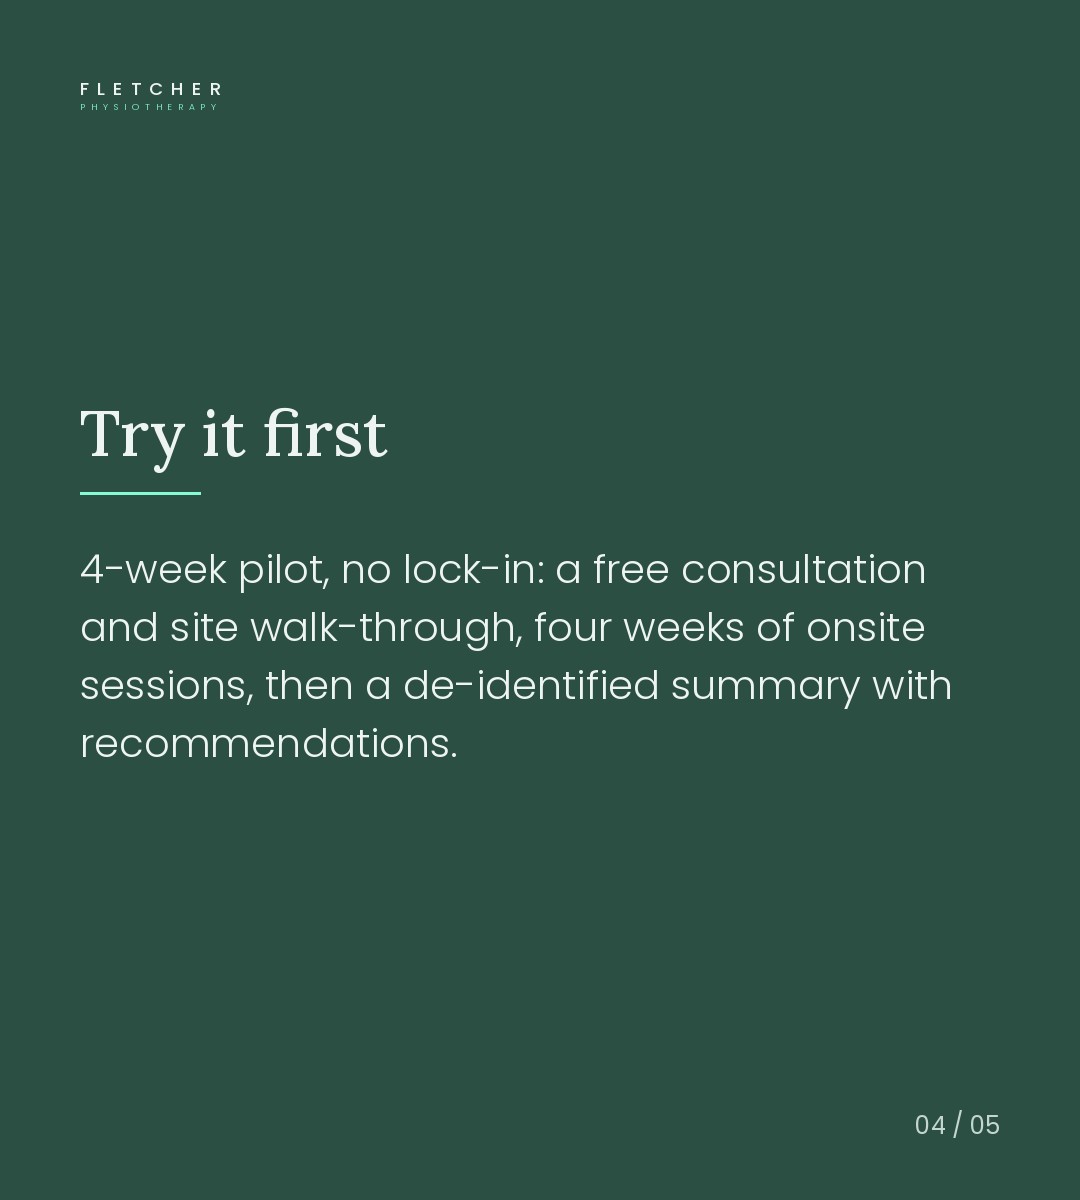 FLETCHER
PHYSIOTHERAPY
Try it first
4-week pilot, no lock-in: a free consultation
and site walk-through, four weeks of onsite
sessions, then a de-identified summary with
recommendations.
04 / 05